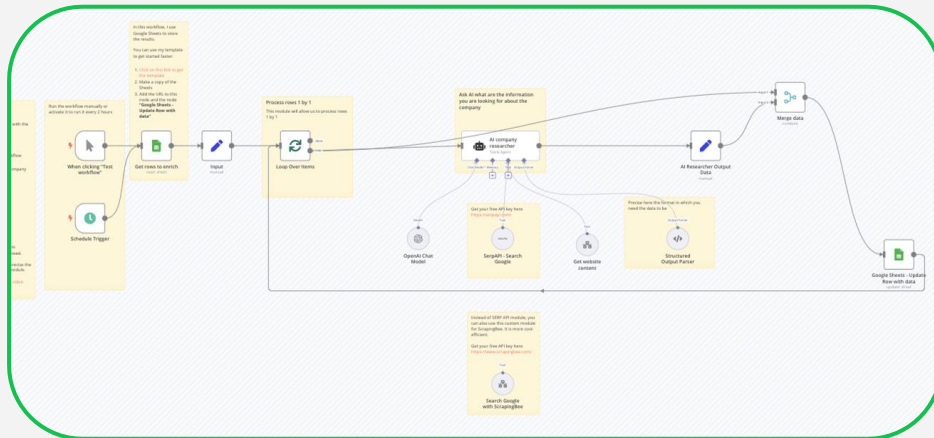 In this workflow, I use
Google Sheets to store
the results.
You can use my template
to get started faster:
1. Click on this link to get
the template
2. Make a copy of the
Sheets
3. Add the URL to this
node and the node
"Google Sheets -
Update Row with
data"
with the
Run the workflow manually or
activate it to run it every 2 hours
When clicking "Test
workflow"
Schedule Trigger
Get rows to enrich
Input
manual
Process rows 1 by 1
This module will allow us to process rows
1 by 1
Loop Over Items
Ask AI what are the information
you are looking for about the
company
AI company
researcher
Tools Agent
OpenAI Chat
Model
Get your free API key here
https://serpapi.com/
SerpAPI - Search
Google
Get website
content
Precise here the format in which you
need the data to be
Structured
Output Parser
AI Researcher Output
Data
manual
Merge data
combine
Google Sheets - Update
Row with data
Instead of SERP API module, you
can also use this custom module
for ScrapingBee. It is more cost-
efficient.
Get your free API key here
https://www.scrapingbee.com/
Search Google
with ScrapingBee